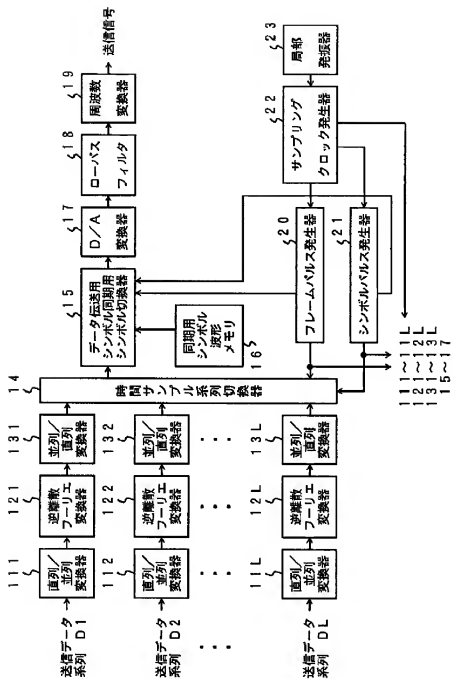 送信データ
系列 D1
111
直列/
並列
変換器
121
逆離散
フーリエ
変換器
131
並列/
直列
変換器
送信データ
系列 D2
112
直列/
並列
変換器
122
逆離散
フーリエ
変換器
132
並列/
直列
変換器
・・・
・・・
・・・
・・・
送信データ
系列 DL
11L
直列/
並列
変換器
12L
逆離散
フーリエ
変換器
13L
並列/
直列
変換器
14
時間サンプル系列切換器
15
データ伝送用
シンボル/同期用
シンボル切換器
同期用
シンボル
波形
メモリ
16
17
D/A
変換器
18
ローパス
フィルタ
19
周波数
変換器
送信信号
20
フレームパルス発生器
21
シンボルパルス発生器
22
サンプリング
クロック発生器
23
局部
発振器
111~11L
121~12L
131~13L
15~17